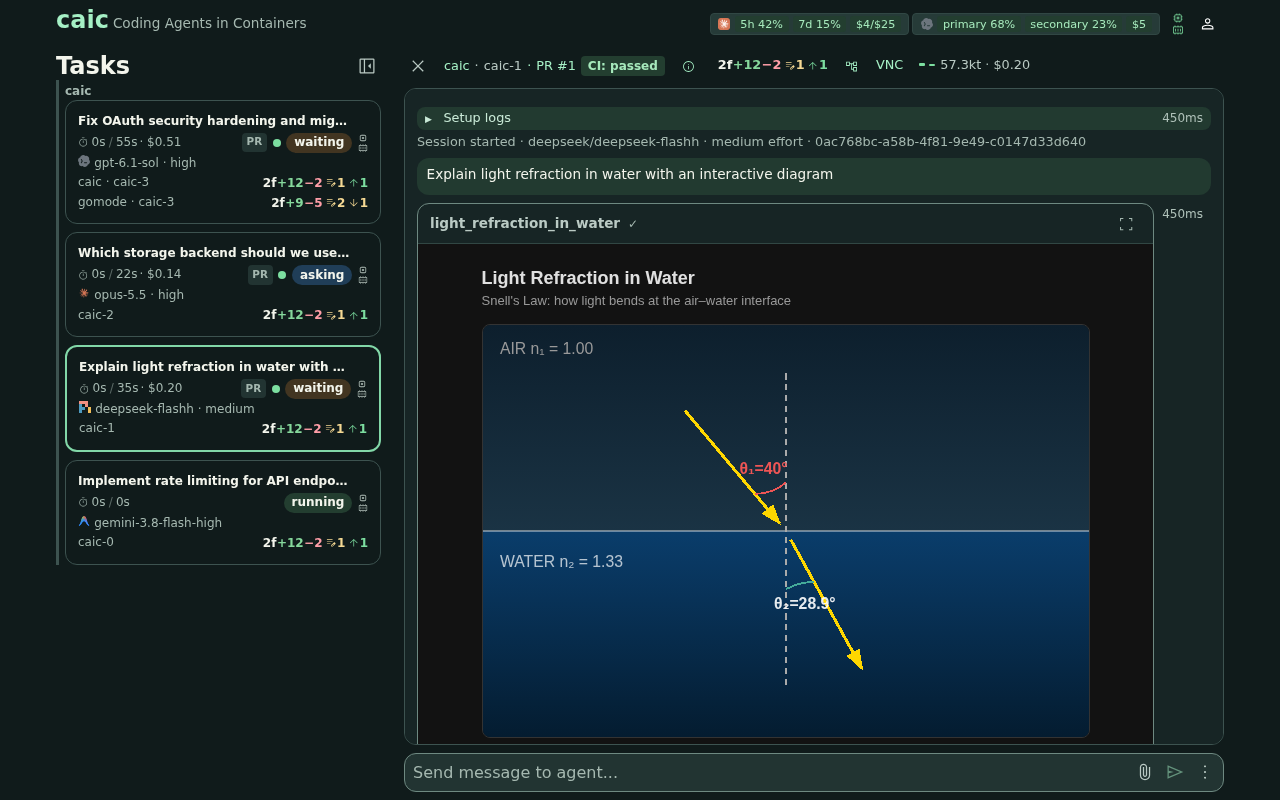 caic Coding Agents in Containers
5h 42% 7d 15% $4/$25 primary 68% secondary 23% $5
Tasks
caic
Fix OAuth security hardening and mig…
0s / 55s · $0.51 PR waiting
gpt-6.1-sol · high
caic · caic-3 2f+12−2 1 ↑1
gomode · caic-3 2f+9−5 2 ↓1
Which storage backend should we use…
0s / 22s · $0.14 PR asking
opus-5.5 · high
caic-2 2f+12−2 1 ↑1
Explain light refraction in water with …
0s / 35s · $0.20 PR waiting
deepseek-flashh · medium
caic-1 2f+12−2 1 ↑1
Implement rate limiting for API endpo…
0s / 0s running
gemini-3.8-flash-high
caic-0 2f+12−2 1 ↑1
caic · caic-1 · PR #1 CI: passed 2f+12−2 1 ↑1 VNC 57.3kt · $0.20
▸ Setup logs 450ms
Session started · deepseek/deepseek-flashh · medium effort · 0ac768bc-a58b-4f81-9e49-c0147d33d640
Explain light refraction in water with an interactive diagram
light_refraction_in_water ✓ 450ms
Light Refraction in Water
Snell's Law: how light bends at the air–water interface
AIR n₁ = 1.00
θ₁=40°
WATER n₂ = 1.33
θ₂=28.9°
Send message to agent…